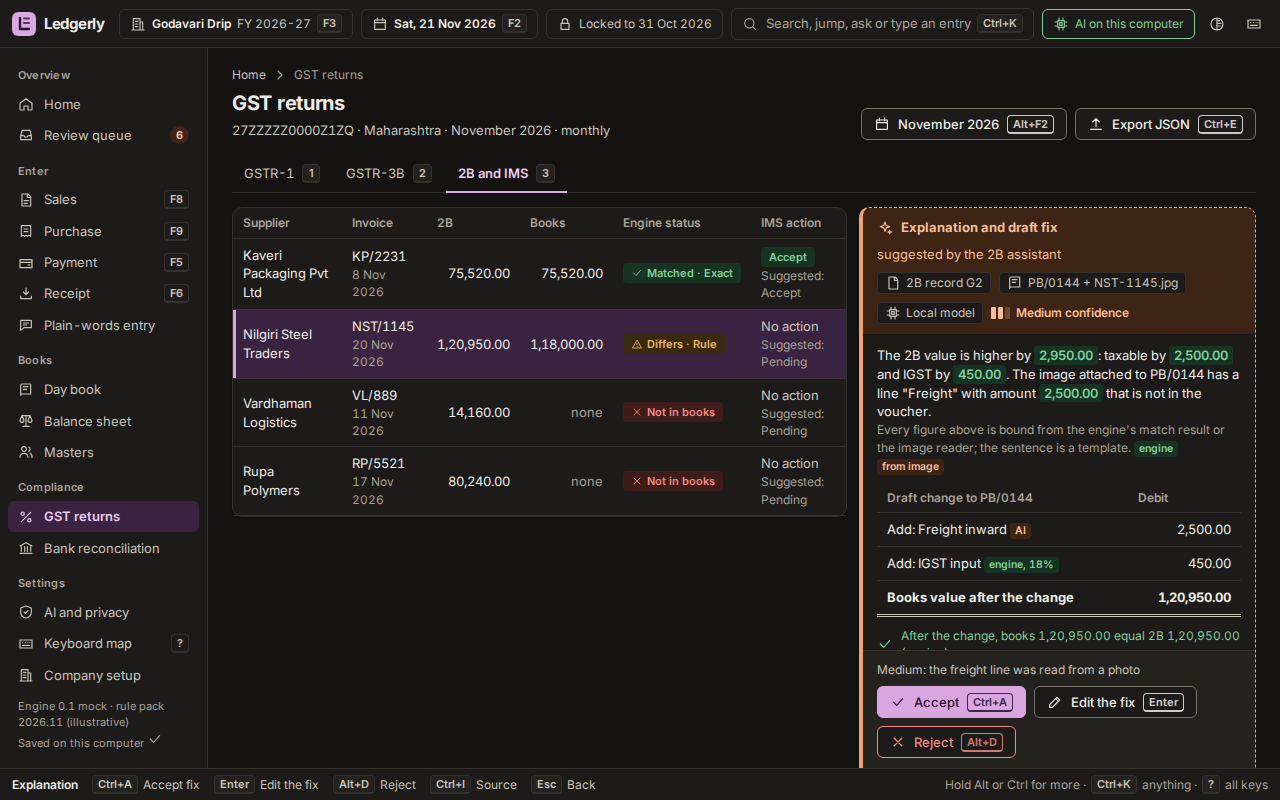 Ledgerly
Godavari Drip FY 2026-27 F3
Sat, 21 Nov 2026 F2
Locked to 31 Oct 2026
Search, jump, ask or type an entry Ctrl+K
AI on this computer
Overview
Home
Review queue 6
Enter
Sales F8
Purchase F9
Payment F5
Receipt F6
Plain-words entry
Books
Day book
Balance sheet
Masters
Compliance
GST returns
Bank reconciliation
Settings
AI and privacy
Keyboard map ?
Company setup
Engine 0.1 mock · rule pack
2026.11 (illustrative)
Saved on this computer
Home > GST returns
GST returns
27ZZZZZ0000Z1ZQ · Maharashtra · November 2026 · monthly
November 2026 Alt+F2
Export JSON Ctrl+E
GSTR-1 1 GSTR-3B 2 2B and IMS 3
Supplier Invoice 2B Books Engine status IMS action
Kaveri
Packaging Pvt
Ltd
KP/2231
8 Nov
2026
75,520.00
75,520.00
Matched · Exact
Accept
Suggested:
Accept
Nilgiri Steel
Traders
NST/1145
20 Nov
2026
1,20,950.00
1,18,000.00
Differs · Rule
No action
Suggested:
Pending
Vardhaman
Logistics
VL/889
11 Nov
2026
14,160.00
none
Not in books
No action
Suggested:
Pending
Rupa
Polymers
RP/5521
17 Nov
2026
80,240.00
none
Not in books
No action
Suggested:
Pending
Explanation and draft fix
suggested by the 2B assistant
2B record G2 PB/0144 + NST-1145.jpg
Local model Medium confidence
The 2B value is higher by 2,950.00 : taxable by 2,500.00
and IGST by 450.00 . The image attached to PB/0144 has a
line "Freight" with amount 2,500.00 that is not in the
voucher.
Every figure above is bound from the engine's match result or
the image reader; the sentence is a template. engine
from image
Draft change to PB/0144 Debit
Add: Freight inward AI 2,500.00
Add: IGST input engine, 18% 450.00
Books value after the change 1,20,950.00
After the change, books 1,20,950.00 equal 2B 1,20,950.00
Medium: the freight line was read from a photo
Accept Ctrl+A
Edit the fix Enter
Reject Alt+D
Explanation Ctrl+A Accept fix Enter Edit the fix Alt+D Reject Ctrl+I Source Esc Back
Hold Alt or Ctrl for more · Ctrl+K anything · ? all keys